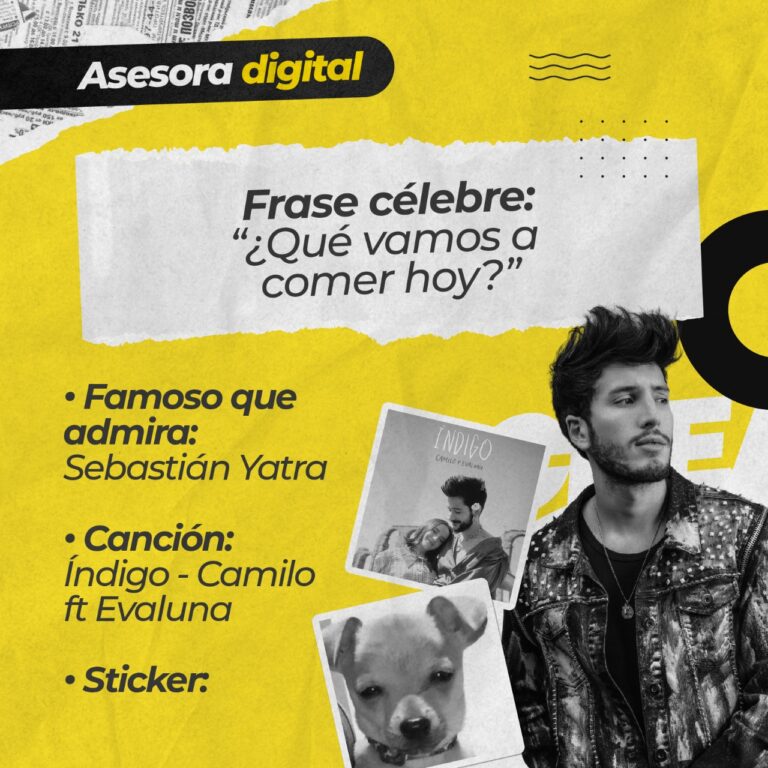 Asesora digital
Frase célebre:
“¿Qué vamos a
comer hoy?”
• Famoso que
admira:
Sebastián Yatra
ÍNDIGO
CAMILO Y EVALUNA
• Canción:
Índigo - Camilo
ft Evaluna
• Sticker: